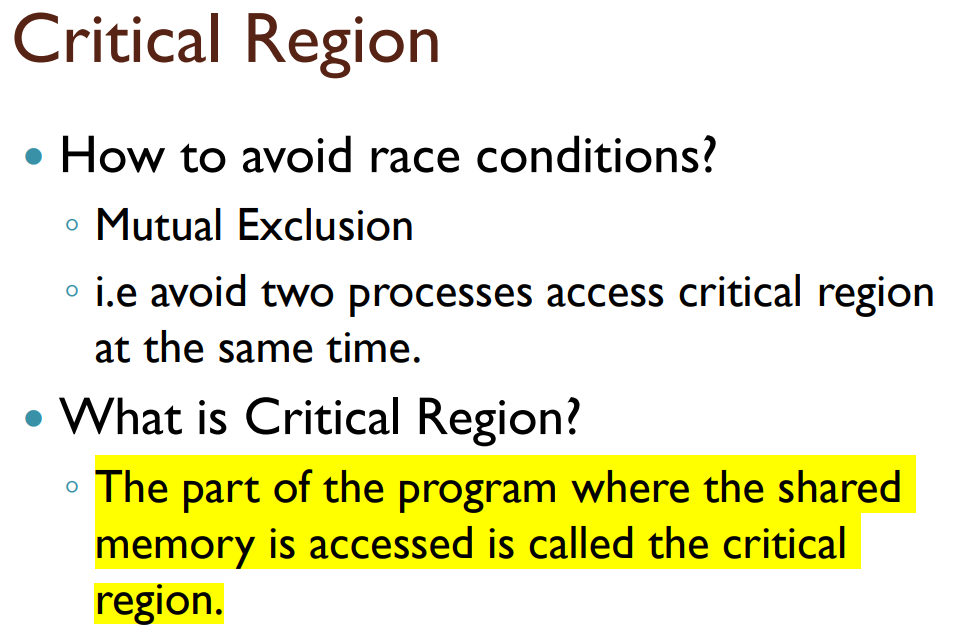 Critical Region
• How to avoid race conditions?
◦ Mutual Exclusion
◦ i.e avoid two processes access critical region
at the same time.
• What is Critical Region?
◦ The part of the program where the shared
memory is accessed is called the critical
region.